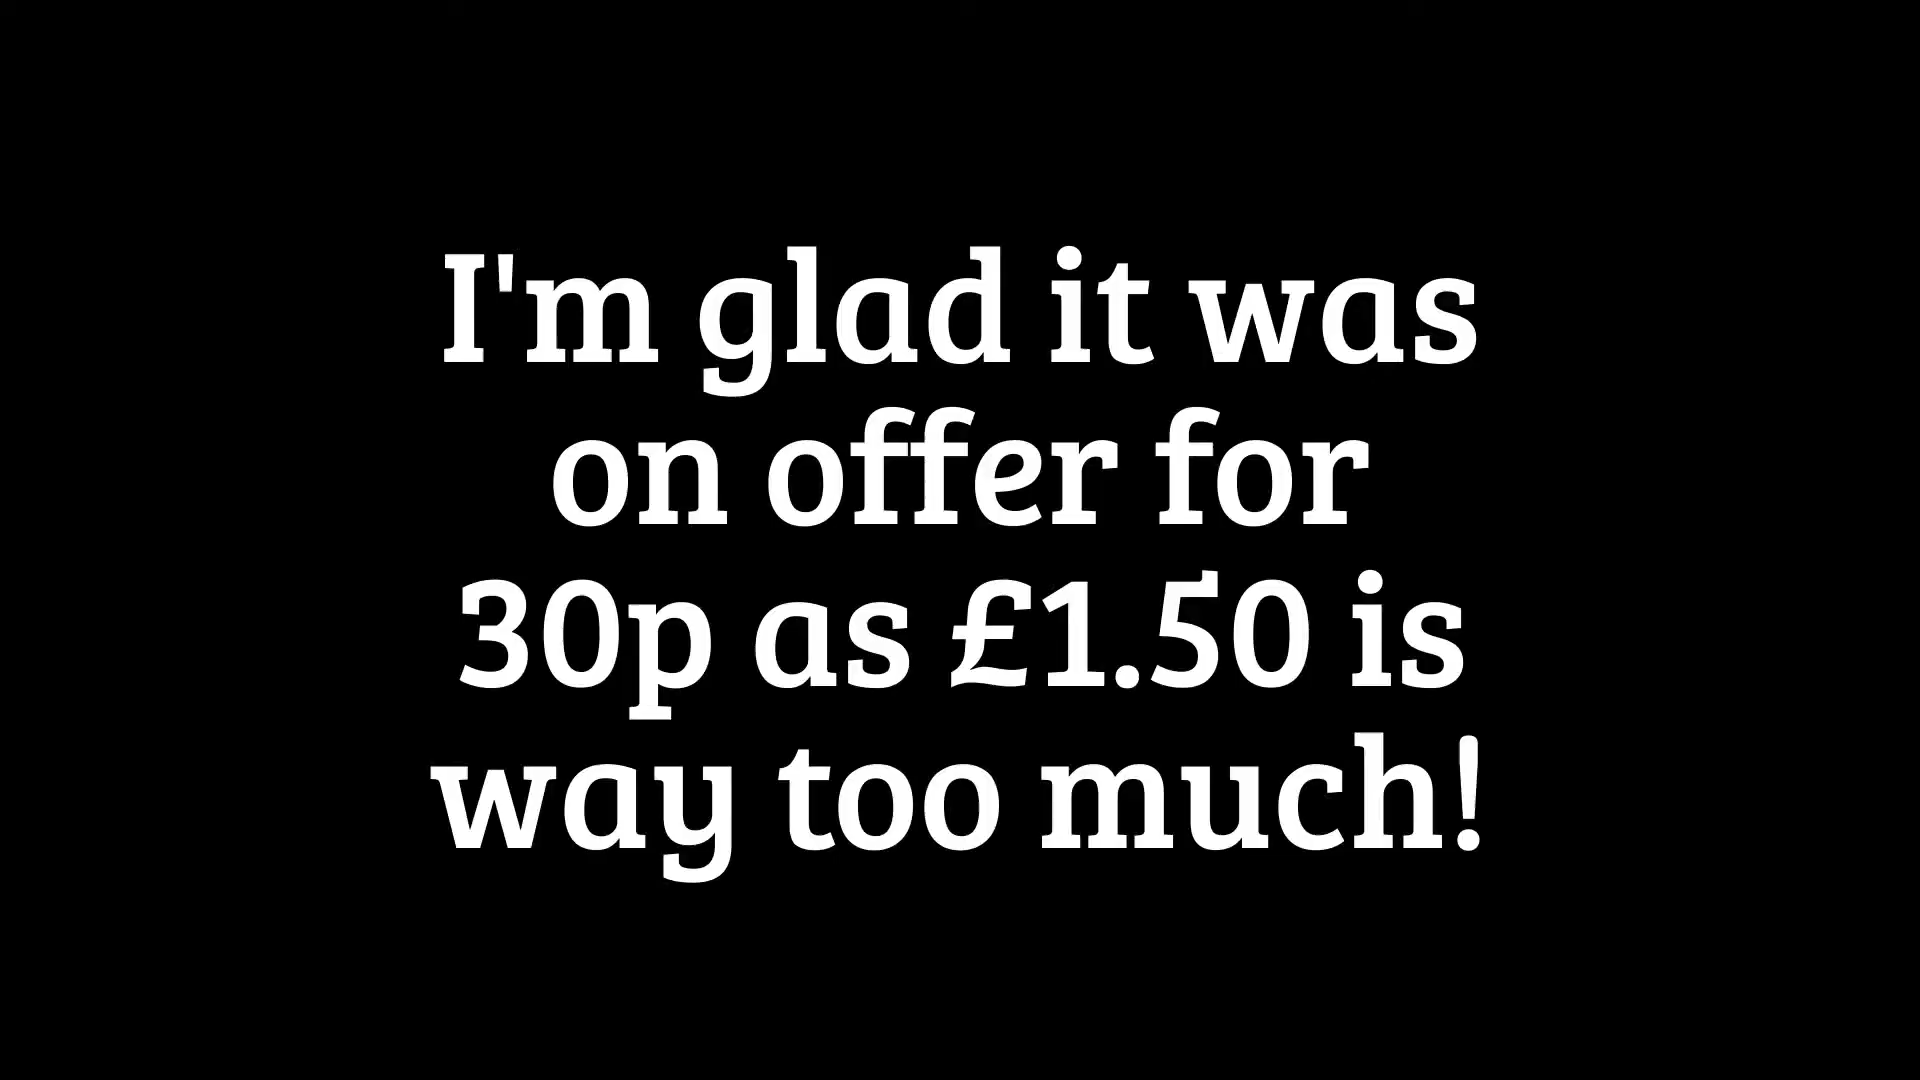 I'm glad it was
on offer for
30p as £1.50 is
way too much!